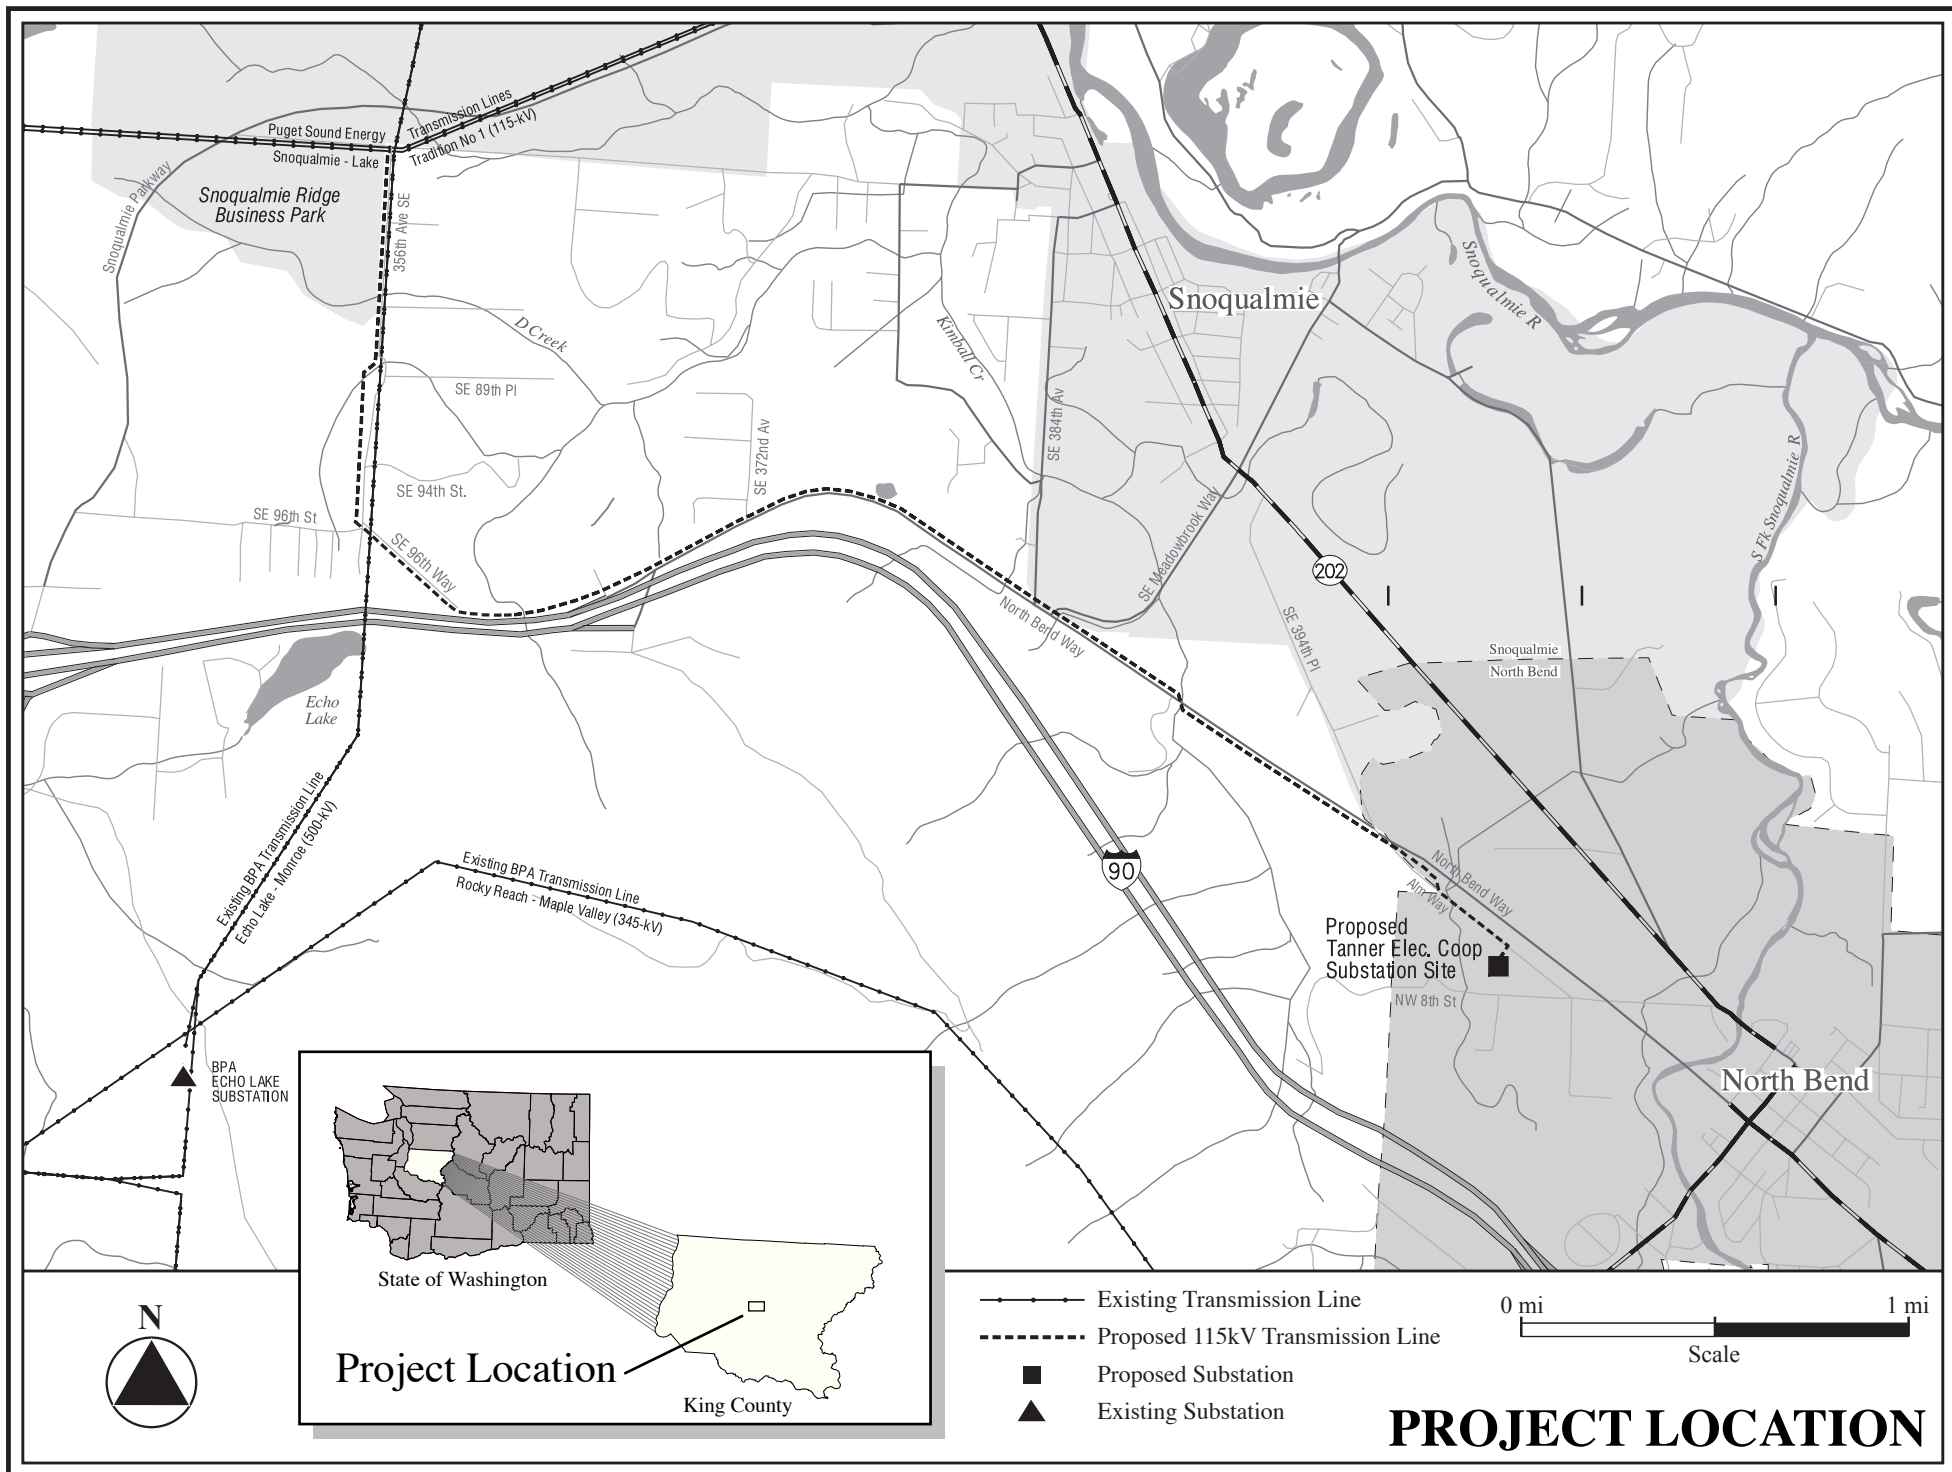 Puget Sound Energy
Transmission Lines
Snoqualmie - Lake
Tradition No 1 (115-kV)
Snoqualmie Parkway
Snoqualmie Ridge
Business Park
356th Ave SE
D Creek
Kimball Cr
Snoqualmie
Snoqualmie R
SE 89th Pl
SE 372nd Av
SE 384th Av
S Fk Snoqualmie R
SE 94th St.
SE 96th St
SE 96th Way
SE Meadowbrook Way
202
North Bend Way
SE 394th Pl
Snoqualmie
North Bend
Echo
Lake
Existing BPA Transmission Line
Echo Lake - Monroe (500-kV)
Existing BPA Transmission Line
Rocky Reach - Maple Valley (345-kV)
90
North Bend Way
Alm Way
Proposed
Tanner Elec. Coop
Substation Site
NW 8th St
BPA
ECHO LAKE
SUBSTATION
North Bend
State of Washington
Project Location
King County
N
Existing Transmission Line
Proposed 115kV Transmission Line
Proposed Substation
Existing Substation
0 mi
1 mi
Scale
PROJECT LOCATION